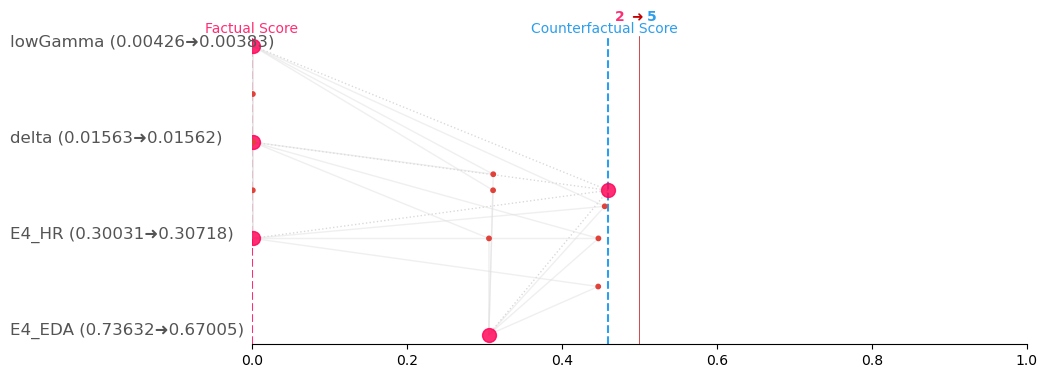 2 ➜ 5
Factual Score
Counterfactual Score
lowGamma (0.00426➜0.00383)
delta (0.01563➜0.01562)
E4_HR (0.30031➜0.30718)
E4_EDA (0.73632➜0.67005)
0.0 0.2 0.4 0.6 0.8 1.0